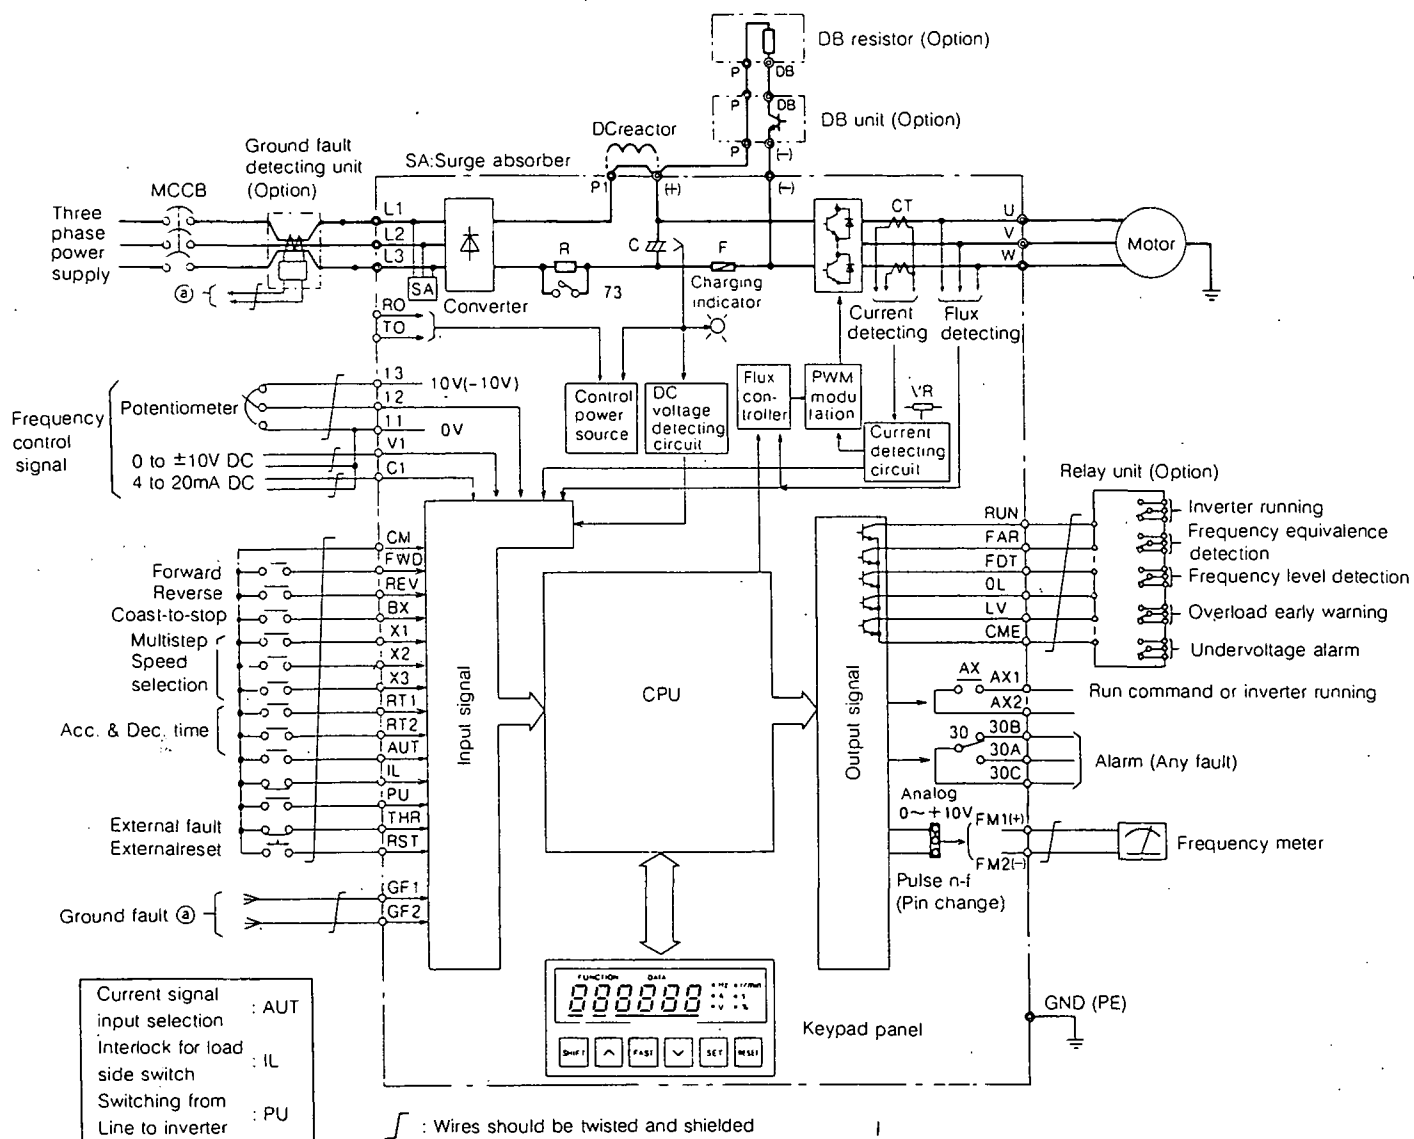 DB resistor (Option)
P
DB
P
DB
DB unit (Option)
P
(-)
DCreactor
Ground fault
detecting unit
(Option)
SA:Surge absorber
MCCB
P1
(+)
(-)
Three
phase
power
supply
L1
L2
L3
SA
Converter
R
73
C
F
Charging
indicator
CT
U
V
W
Motor
ⓐ
RO
TO
Current
detecting
Flux
detecting
Frequency
control
signal
Potentiometer
13
10V(-10V)
12
11
0V
V1
C1
0 to ±10V DC
4 to 20mA DC
Control
power
source
DC
voltage
detecting
circuit
Flux
con-
troller
PWM
modu
lation
VR
Current
detecting
circuit
Relay unit (Option)
RUN
FAR
FDT
OL
LV
CME
Inverter running
Frequency equivalence
detection
Frequency level detection
Overload early warning
Undervoltage alarm
CM
FWD
REV
BX
X1
X2
X3
RT1
RT2
AUT
IL
PU
THR
RST
Forward
Reverse
Coast-to-stop
Multistep
Speed
selection
Acc. & Dec. time
External fault
Externalreset
Input signal
CPU
Output signal
AX
AX1
AX2
Run command or inverter running
30
30B
30A
30C
Alarm (Any fault)
Analog
0～+10V
FM1(+)
FM2(-)
Frequency meter
Pulse n-f
(Pin change)
Ground fault ⓐ
GF1
GF2
FUNCTION DATA
888888
Hz r/min
A s
V %
SHIFT ∧ FAST ∨ SET RESET
Keypad panel
GND (PE)
Current signal
input selection : AUT
Interlock for load
side switch : IL
Switching from
Line to inverter : PU
: Wires should be twisted and shielded